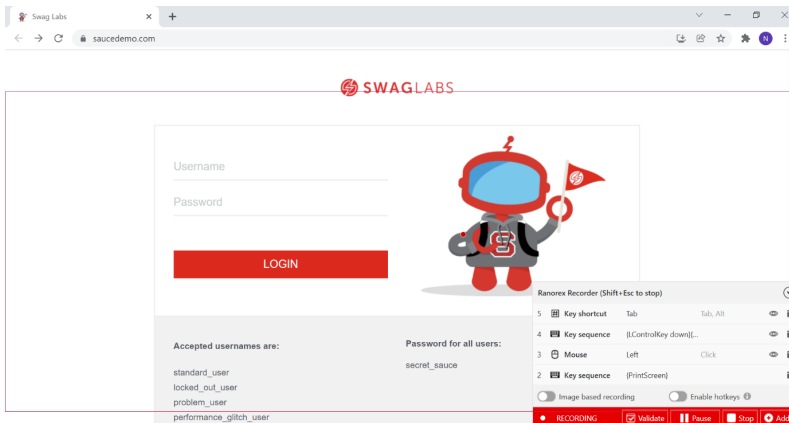 Swag Labs
saucedemo.com
N
SWAGLABS
Username
Password
LOGIN
S
Accepted usernames are:
standard_user
locked_out_user
problem_user
performance_glitch_user
Password for all users:
secret_sauce
Ranorex Recorder (Shift+Esc to stop)
5 Key shortcut Tab Tab, Alt
4 Key sequence {LControlKey down}{...
3 Mouse Left Click
2 Key sequence {PrintScreen}
Image based recording Enable hotkeys
RECORDING Validate Pause Stop Add